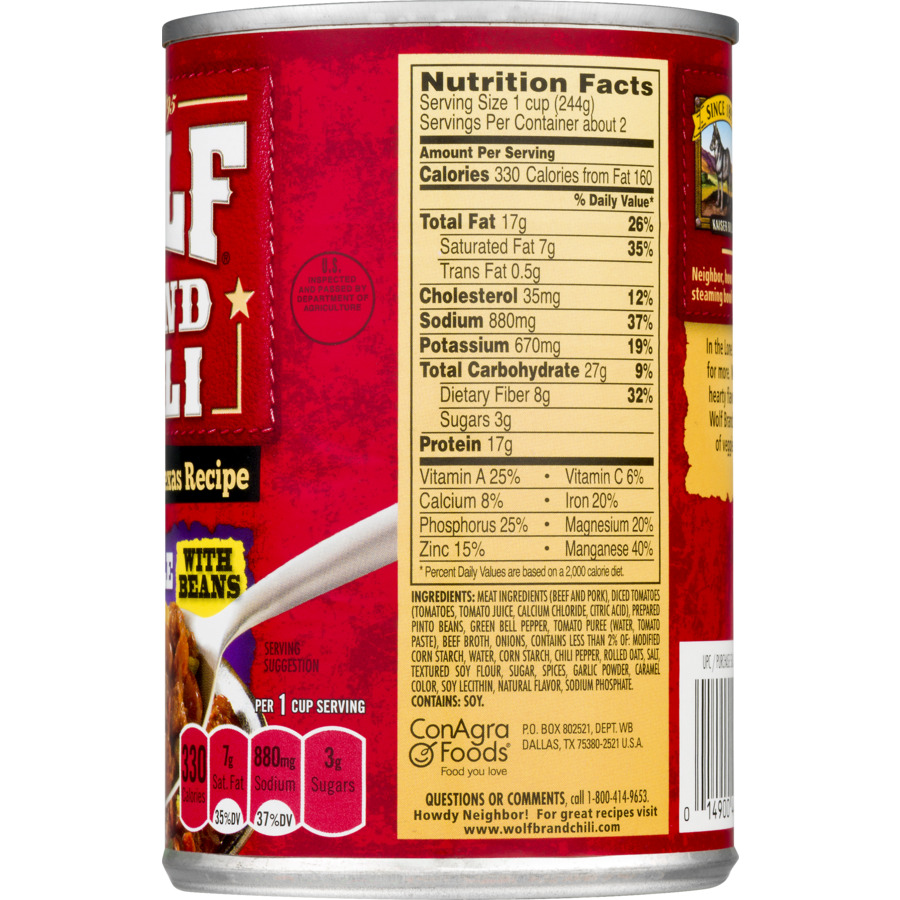 LF
®
ND
LI
Texas Recipe
WITH
BEANS
SERVING
SUGGESTION
PER 1 CUP SERVING
330
Calories
7g
Sat. Fat
35%DV
880mg
Sodium
37%DV
3g
Sugars
U.S.
INSPECTED
AND PASSED BY
DEPARTMENT OF
AGRICULTURE
Nutrition Facts
Serving Size 1 cup (244g)
Servings Per Container about 2
Amount Per Serving
Calories 330 Calories from Fat 160
% Daily Value*
Total Fat 17g 26%
Saturated Fat 7g 35%
Trans Fat 0.5g
Cholesterol 35mg 12%
Sodium 880mg 37%
Potassium 670mg 19%
Total Carbohydrate 27g 9%
Dietary Fiber 8g 32%
Sugars 3g
Protein 17g
Vitamin A 25% • Vitamin C 6%
Calcium 8% • Iron 20%
Phosphorus 25% • Magnesium 20%
Zinc 15% • Manganese 40%
* Percent Daily Values are based on a 2,000 calorie diet.
INGREDIENTS: MEAT INGREDIENTS (BEEF AND PORK), DICED TOMATOES
(TOMATOES, TOMATO JUICE, CALCIUM CHLORIDE, CITRIC ACID), PREPARED
PINTO BEANS, GREEN BELL PEPPER, TOMATO PUREE (WATER, TOMATO
PASTE), BEEF BROTH, ONIONS, CONTAINS LESS THAN 2% OF: MODIFIED
CORN STARCH, WATER, CORN STARCH, CHILI PEPPER, ROLLED OATS, SALT,
TEXTURED SOY FLOUR, SUGAR, SPICES, GARLIC POWDER, CARAMEL
COLOR, SOY LECITHIN, NATURAL FLAVOR, SODIUM PHOSPHATE.
CONTAINS: SOY.
ConAgra
Foods®
Food you love
P.O. BOX 802521, DEPT. WB
DALLAS, TX 75380-2521 U.S.A.
QUESTIONS OR COMMENTS, call 1-800-414-9653.
Howdy Neighbor! For great recipes visit
www.wolfbrandchili.com
SINCE
KAISER
Neighbor,
steaming
In the
for more.
hearty
Wolf
of
UPC /
0 14900